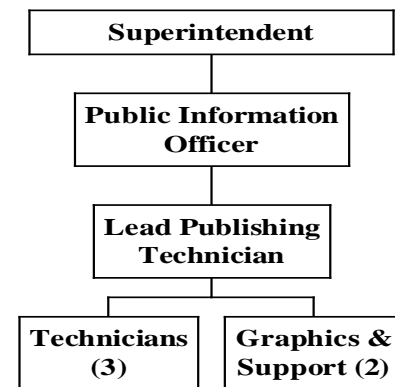 Superintendent
Public Information
Officer
Lead Publishing
Technician
Technicians
(3)
Graphics &
Support (2)